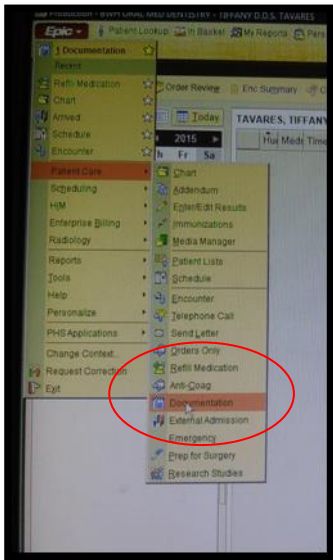 Production - BWH ORAL MED DENTISTRY - TIFFANY D.D.S. TAVARES
Epic Patient Lookup In Basket My Reports
1 Documentation
Recent
Refill Medication
Chart
Arrived
Schedule
Encounter
Patient Care
Scheduling
HIM
Enterprise Billing
Radiology
Reports
Tools
Help
Personalize
PHS Applications
Change Context...
Request Correction
Exit
Order Review Enc Summary
Today TAVARES, TIFFANY
2015
h Fr Sa
Time
Chart
Addendum
Enter/Edit Results
Immunizations
Media Manager
Patient Lists
Schedule
Encounter
Telephone Call
Send Letter
Orders Only
Refill Medication
Anti-Coag
Documentation
External Admission
Emergency
Prep for Surgery
Research Studies